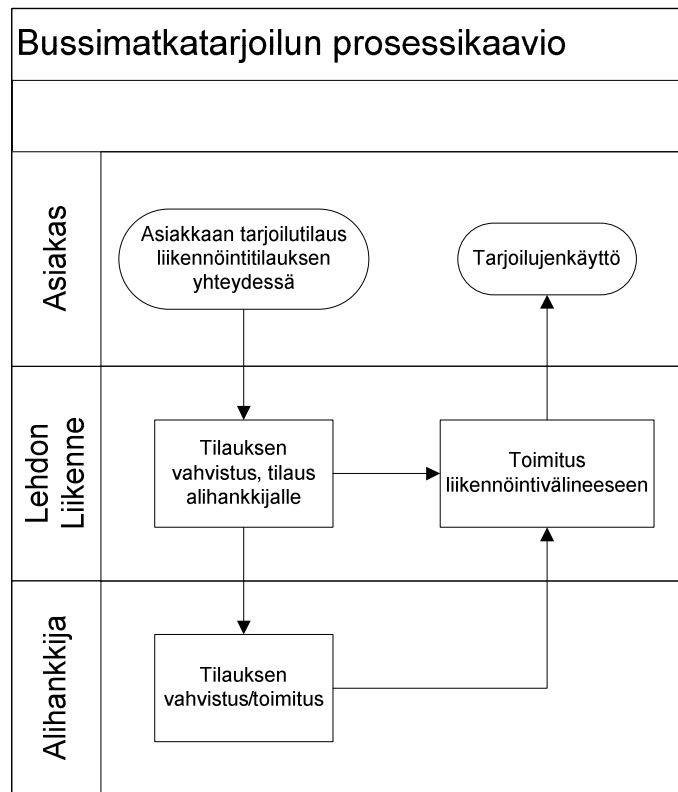 Bussimatkatarjoilun prosessikaavio
Asiakas
Asiakkaan tarjoilutilaus
liikennöintitilauksen
yhteydessä
Tarjoilujenkäyttö
Lehdon
Liikenne
Tilauksen
vahvistus, tilaus
alihankkijalle
Toimitus
liikennöintivälineeseen
Alihankkija
Tilauksen
vahvistus/toimitus